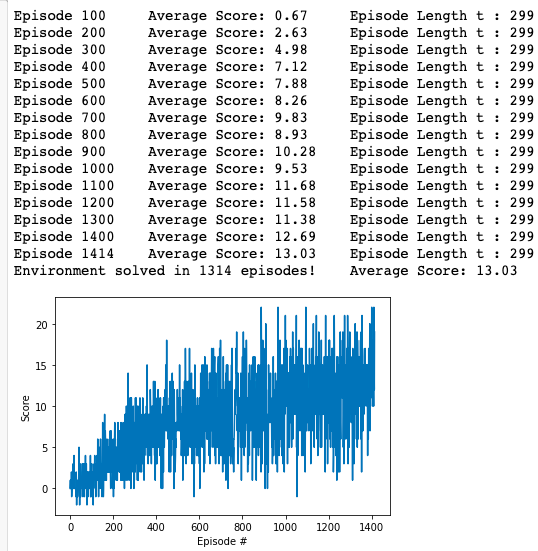 Episode 100 Average Score: 0.67 Episode Length t : 299
Episode 200 Average Score: 2.63 Episode Length t : 299
Episode 300 Average Score: 4.98 Episode Length t : 299
Episode 400 Average Score: 7.12 Episode Length t : 299
Episode 500 Average Score: 7.88 Episode Length t : 299
Episode 600 Average Score: 8.26 Episode Length t : 299
Episode 700 Average Score: 9.83 Episode Length t : 299
Episode 800 Average Score: 8.93 Episode Length t : 299
Episode 900 Average Score: 10.28 Episode Length t : 299
Episode 1000 Average Score: 9.53 Episode Length t : 299
Episode 1100 Average Score: 11.68 Episode Length t : 299
Episode 1200 Average Score: 11.58 Episode Length t : 299
Episode 1300 Average Score: 11.38 Episode Length t : 299
Episode 1400 Average Score: 12.69 Episode Length t : 299
Episode 1414 Average Score: 13.03 Episode Length t : 299
Environment solved in 1314 episodes! Average Score: 13.03
20
15
10
5
0
Score
0 200 400 600 800 1000 1200 1400
Episode #